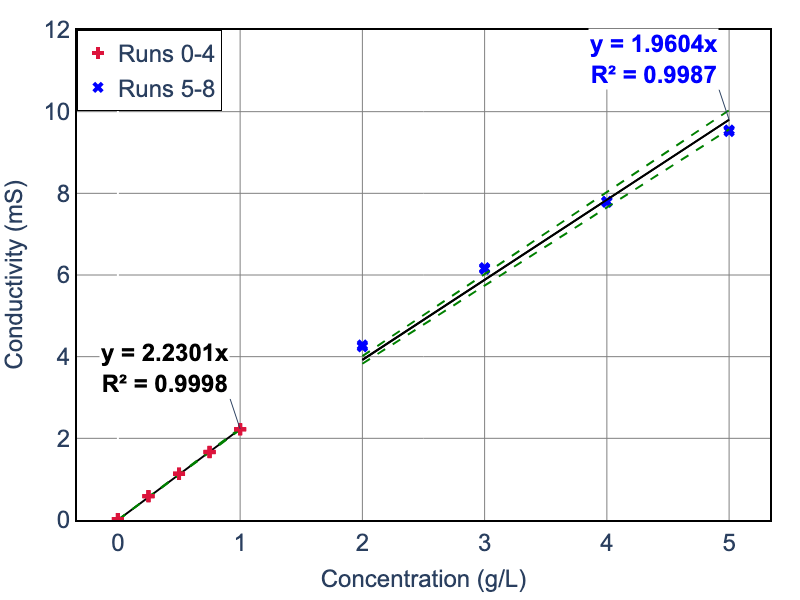 12
10
8
6
4
2
0
Conductivity (mS)
Runs 0-4
Runs 5-8
y = 1.9604x
R² = 0.9987
y = 2.2301x
R² = 0.9998
0 1 2 3 4 5
Concentration (g/L)